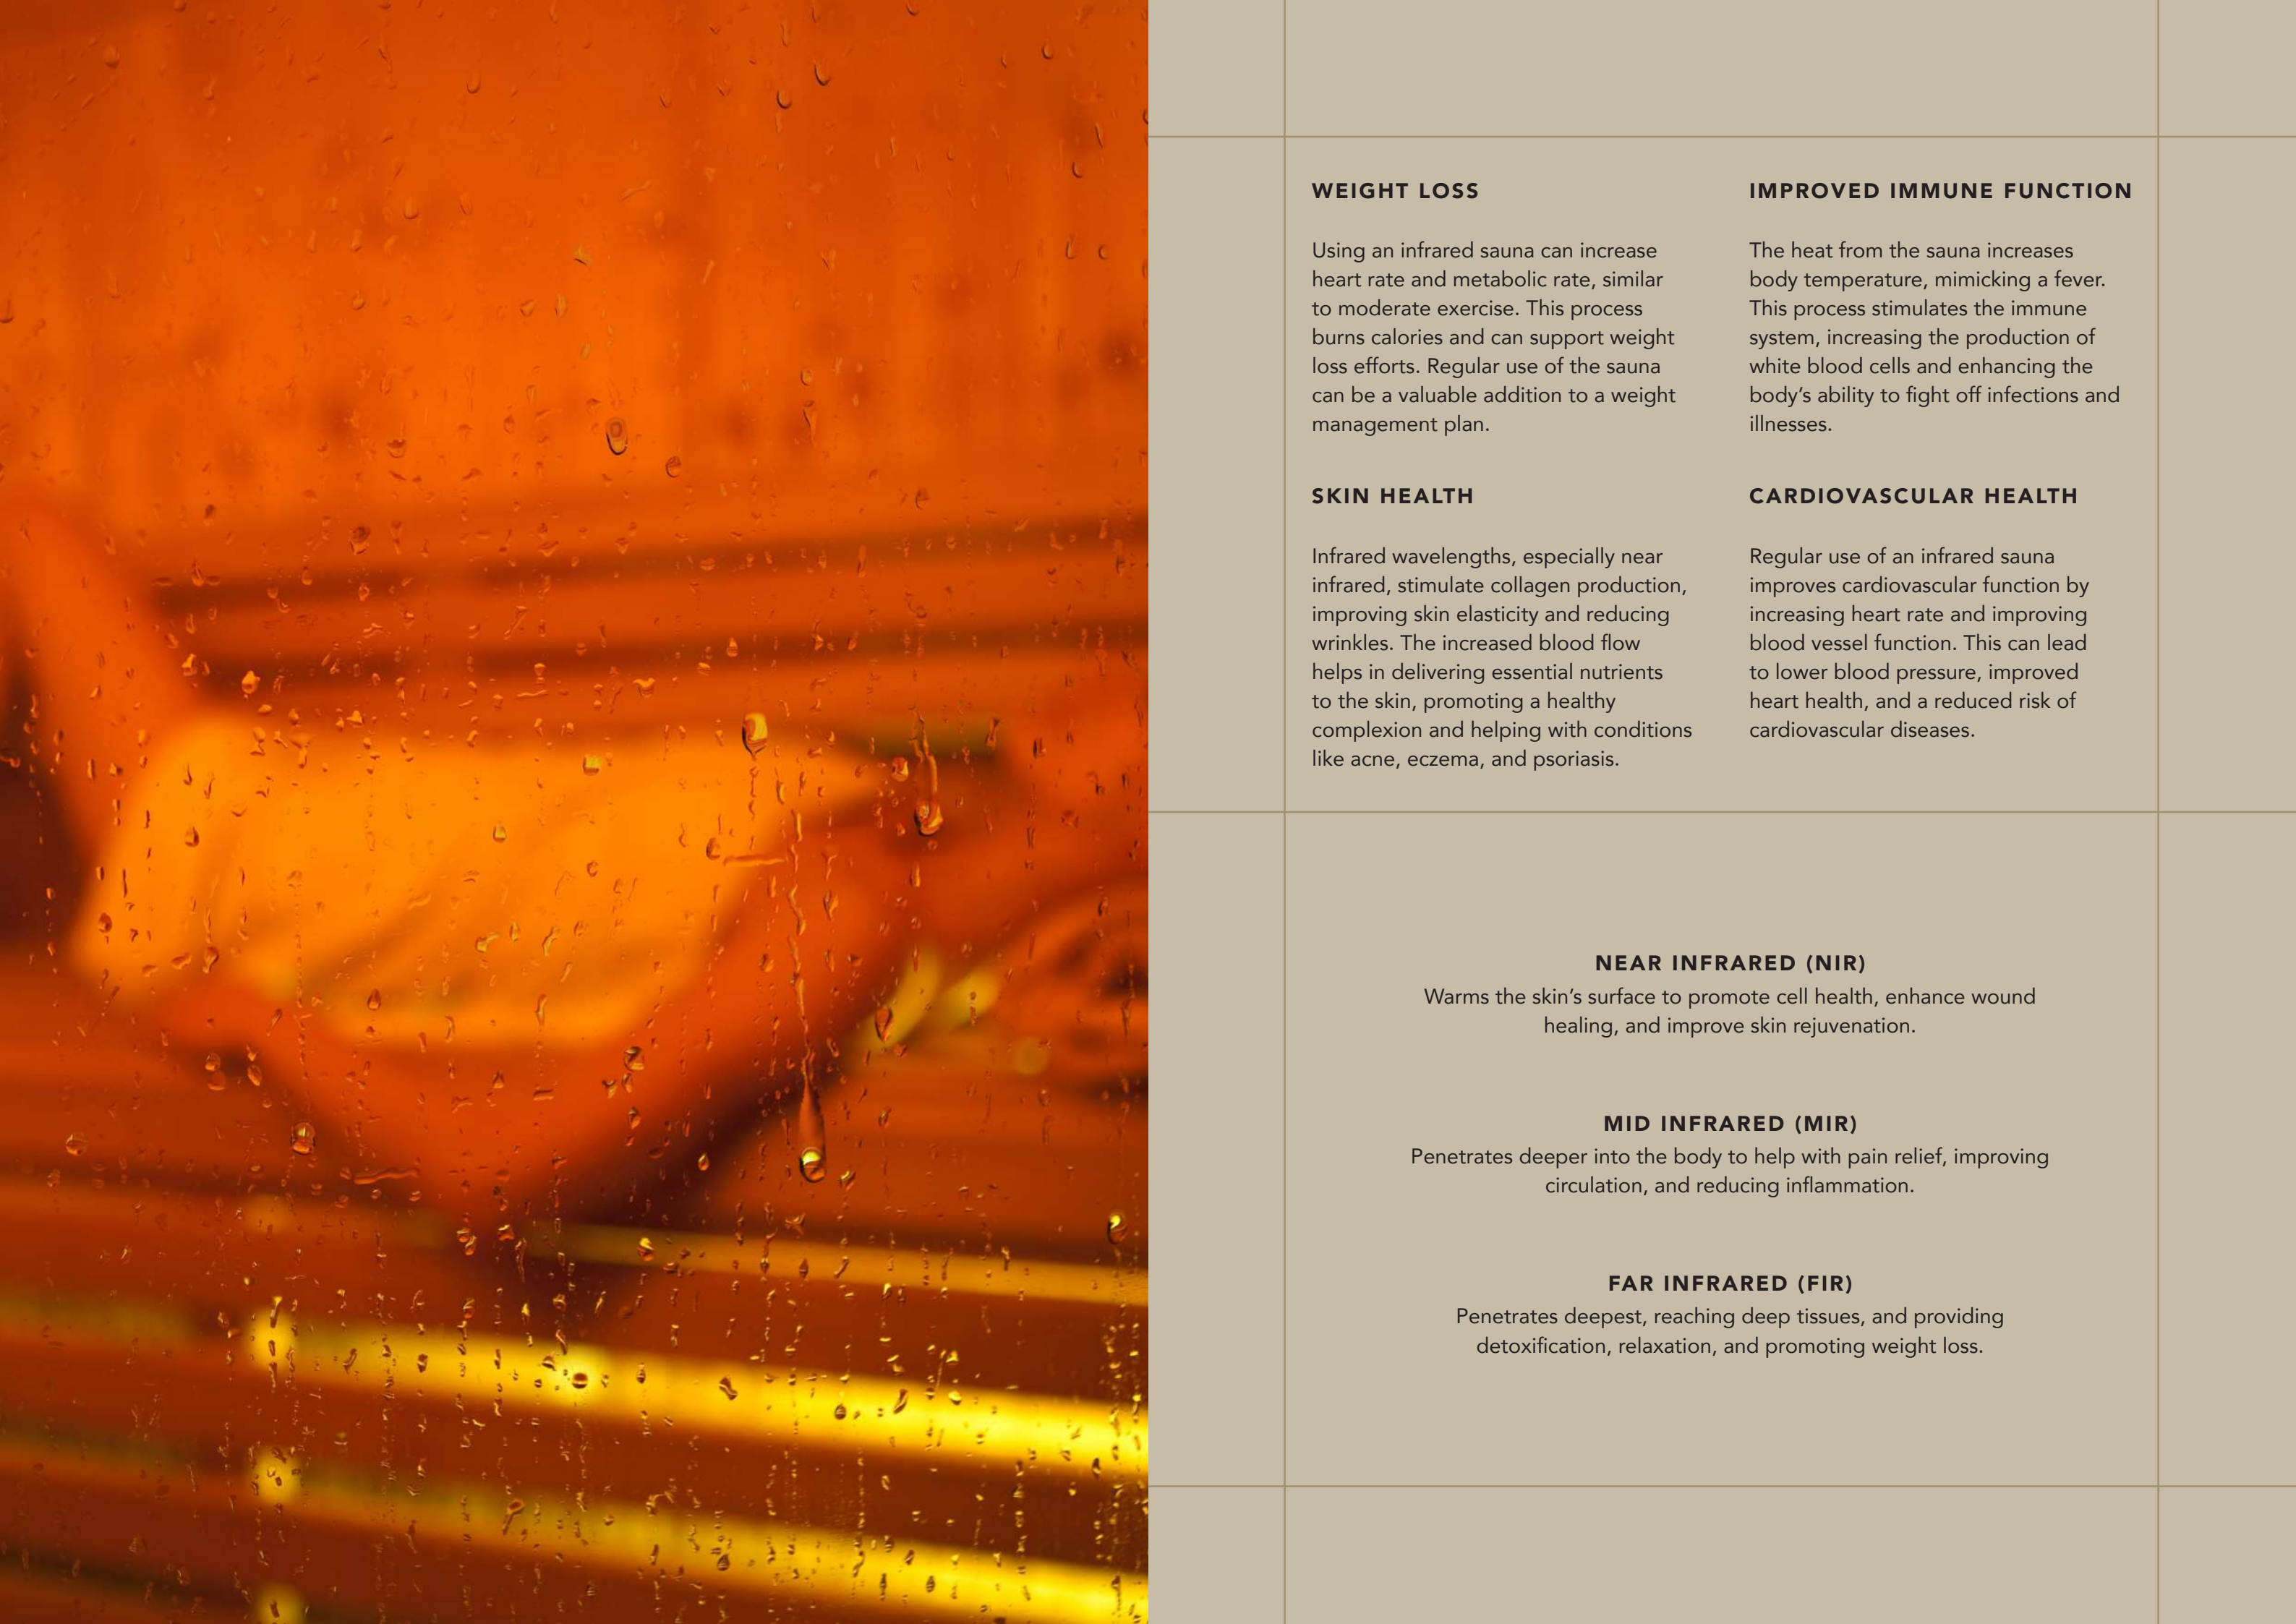 WEIGHT LOSS
Using an infrared sauna can increase
heart rate and metabolic rate, similar
to moderate exercise. This process
burns calories and can support weight
loss efforts. Regular use of the sauna
can be a valuable addition to a weight
management plan.
IMPROVED IMMUNE FUNCTION
The heat from the sauna increases
body temperature, mimicking a fever.
This process stimulates the immune
system, increasing the production of
white blood cells and enhancing the
body’s ability to fight off infections and
illnesses.
SKIN HEALTH
Infrared wavelengths, especially near
infrared, stimulate collagen production,
improving skin elasticity and reducing
wrinkles. The increased blood flow
helps in delivering essential nutrients
to the skin, promoting a healthy
complexion and helping with conditions
like acne, eczema, and psoriasis.
CARDIOVASCULAR HEALTH
Regular use of an infrared sauna
improves cardiovascular function by
increasing heart rate and improving
blood vessel function. This can lead
to lower blood pressure, improved
heart health, and a reduced risk of
cardiovascular diseases.
NEAR INFRARED (NIR)
Warms the skin’s surface to promote cell health, enhance wound
healing, and improve skin rejuvenation.
MID INFRARED (MIR)
Penetrates deeper into the body to help with pain relief, improving
circulation, and reducing inflammation.
FAR INFRARED (FIR)
Penetrates deepest, reaching deep tissues, and providing
detoxification, relaxation, and promoting weight loss.